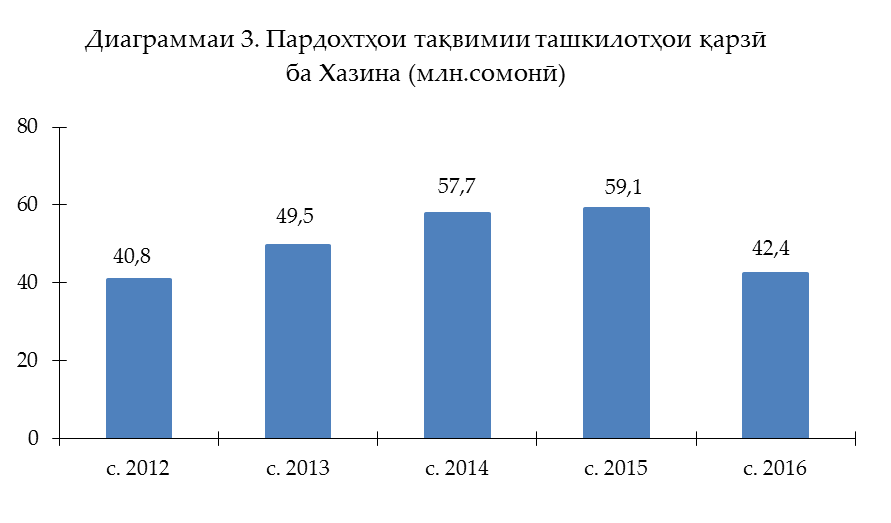 Диаграммаи 3. Пардохтҳои тақвимии ташкилотҳои қарзӣ
ба Хазина (млн.сомонӣ)
80
60
40
20
0
40,8
49,5
57,7
59,1
42,4
с. 2012
с. 2013
с. 2014
с. 2015
с. 2016